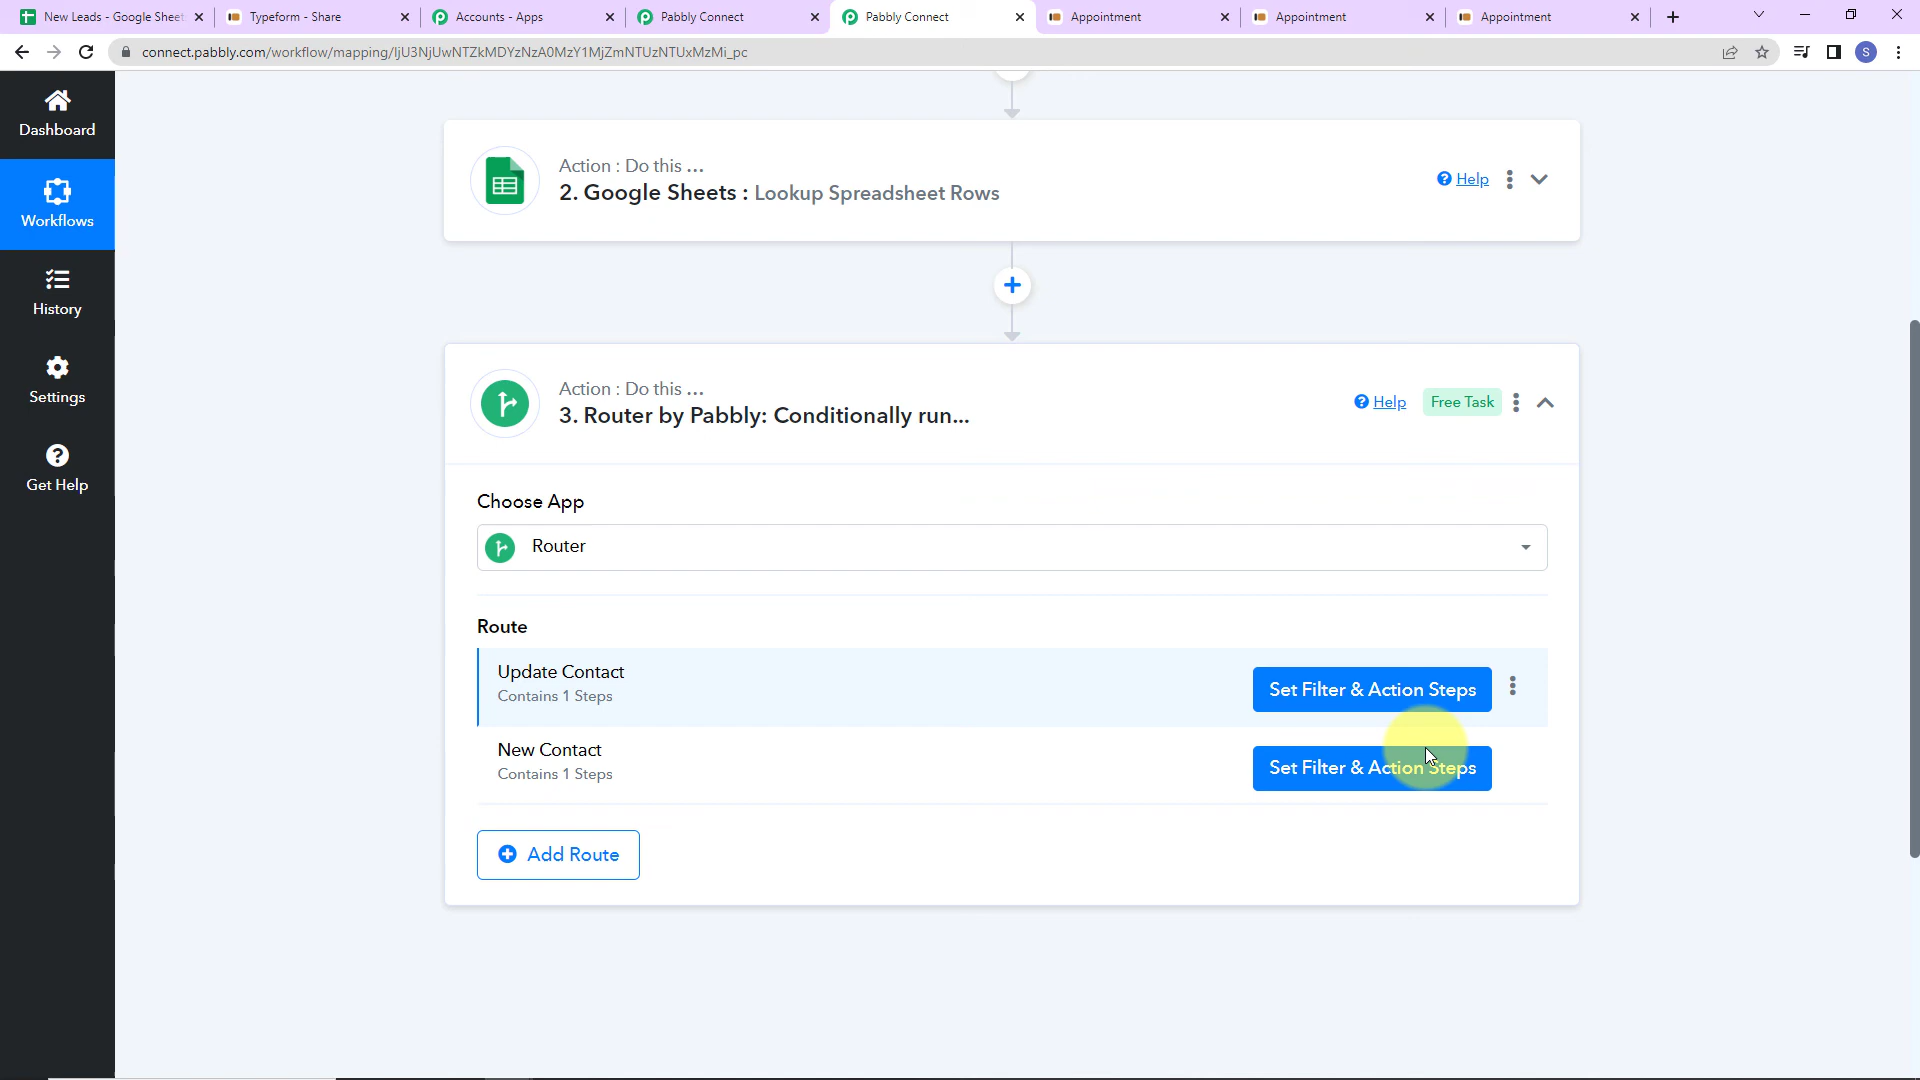 New Leads - Google Sheet
Typeform - Share
Accounts - Apps
Pabbly Connect
Pabbly Connect
Appointment
Appointment
Appointment
connect.pabbly.com/workflow/mapping/IjU3NjUwNTZkMDYzNzA0MzY1MjZmNTUzNTUxMzMi_pc
S
Dashboard
Workflows
History
Settings
Get Help
Action : Do this ...
2. Google Sheets : Lookup Spreadsheet Rows
Help
Action : Do this ...
3. Router by Pabbly: Conditionally run...
Help
Free Task
Choose App
Router
Route
Update Contact
Contains 1 Steps
Set Filter & Action Steps
New Contact
Contains 1 Steps
Set Filter & Action Steps
Add Route